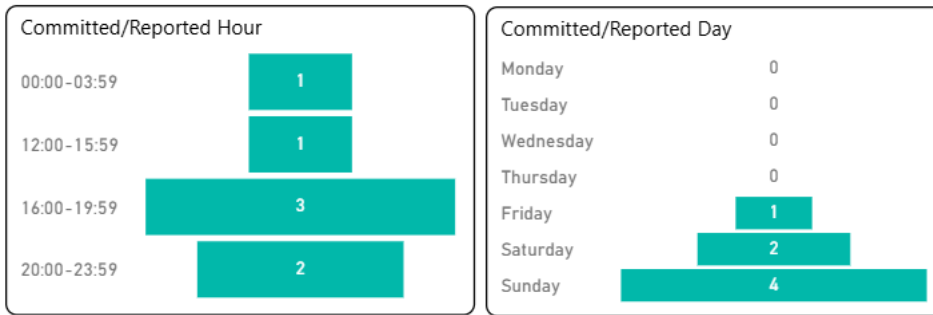 Committed/Reported Hour
00:00-03:59 1
12:00-15:59 1
16:00-19:59 3
20:00-23:59 2
Committed/Reported Day
Monday 0
Tuesday 0
Wednesday 0
Thursday 0
Friday 1
Saturday 2
Sunday 4